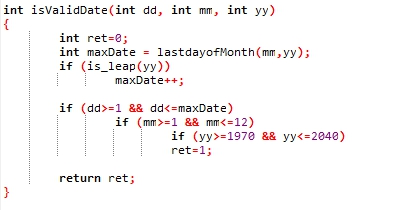 int isValidDate(int dd, int mm, int yy)
{
int ret=0;
int maxDate = lastdayofMonth(mm,yy);
if (is_leap(yy))
maxDate++;
if (dd>=1 && dd<=maxDate)
if (mm>=1 && mm<=12)
if (yy>=1970 && yy<=2040)
ret=1;
return ret;
}